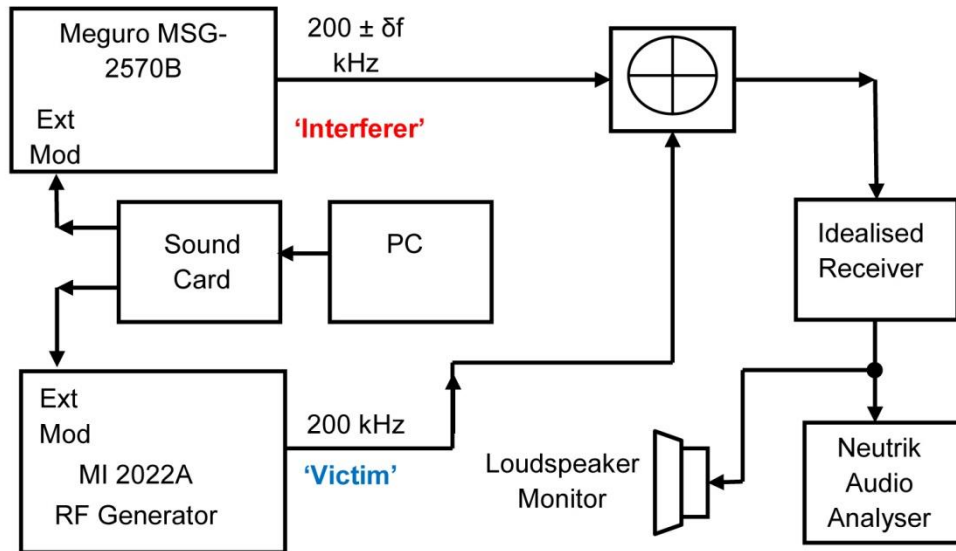 Meguro MSG-
2570B
Ext
Mod
200 ± δf
kHz
‘Interferer’
Sound
Card
PC
Idealised
Receiver
Ext
Mod
MI 2022A
RF Generator
200 kHz
‘Victim’
Loudspeaker
Monitor
Neutrik
Audio
Analyser